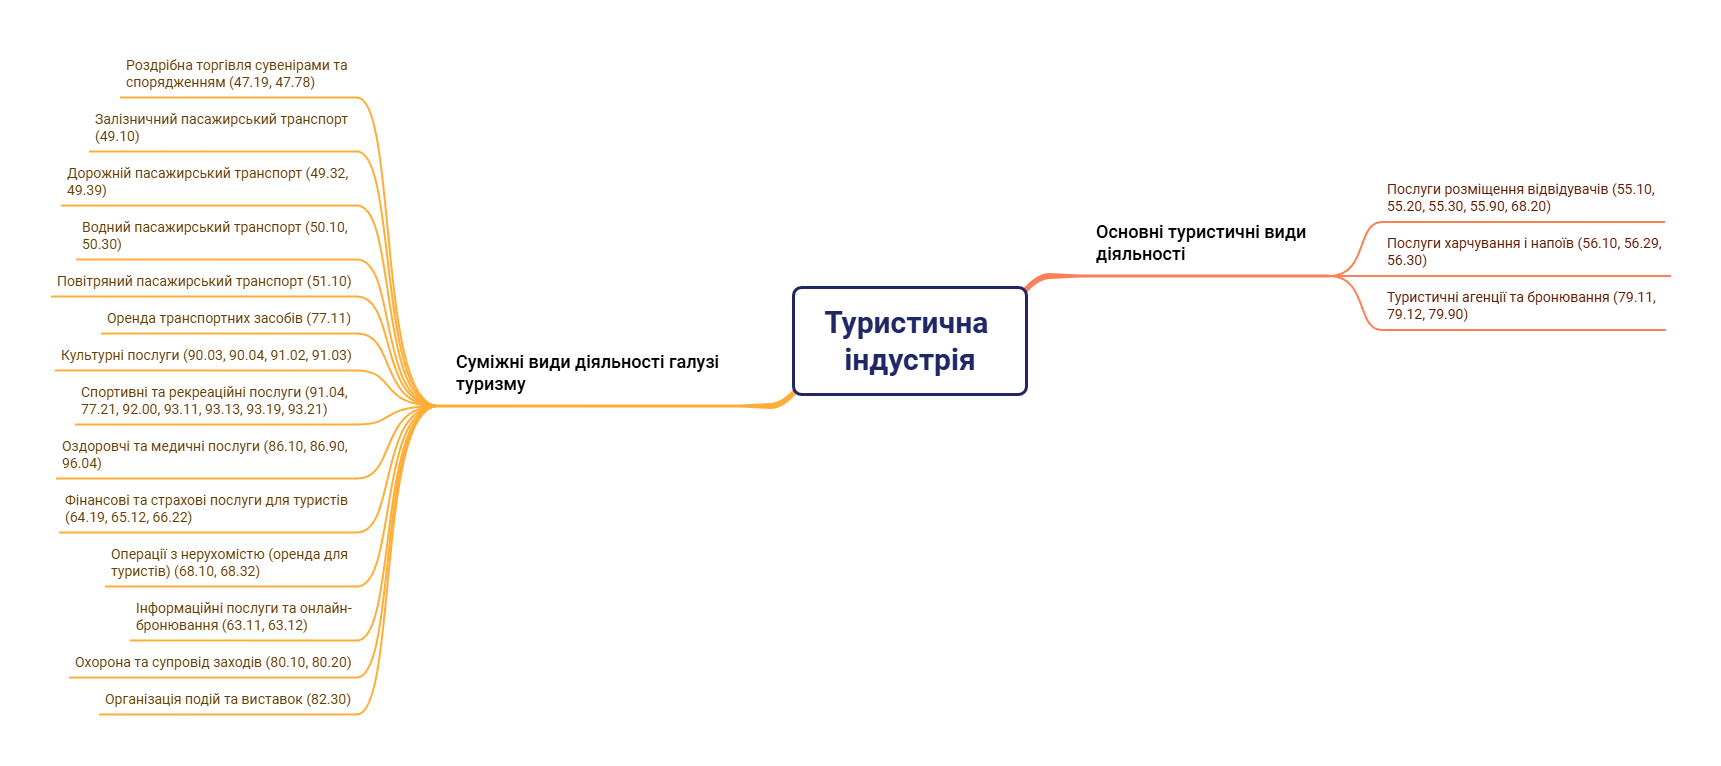 Роздрібна торгівля сувенірами та
спорядженням (47.19, 47.78)
Залізничний пасажирський транспорт
(49.10)
Дорожній пасажирський транспорт (49.32,
49.39)
Водний пасажирський транспорт (50.10,
50.30)
Повітряний пасажирський транспорт (51.10)
Оренда транспортних засобів (77.11)
Культурні послуги (90.03, 90.04, 91.02, 91.03)
Спортивні та рекреаційні послуги (91.04,
77.21, 92.00, 93.11, 93.13, 93.19, 93.21)
Оздоровчі та медичні послуги (86.10, 86.90,
96.04)
Фінансові та страхові послуги для туристів
(64.19, 65.12, 66.22)
Операції з нерухомістю (оренда для
туристів) (68.10, 68.32)
Інформаційні послуги та онлайн-
бронювання (63.11, 63.12)
Охорона та супровід заходів (80.10, 80.20)
Організація подій та виставок (82.30)
Суміжні види діяльності галузі
туризму
Туристична
індустрія
Основні туристичні види
діяльності
Послуги розміщення відвідувачів (55.10,
55.20, 55.30, 55.90, 68.20)
Послуги харчування і напоїв (56.10, 56.29,
56.30)
Туристичні агенції та бронювання (79.11,
79.12, 79.90)